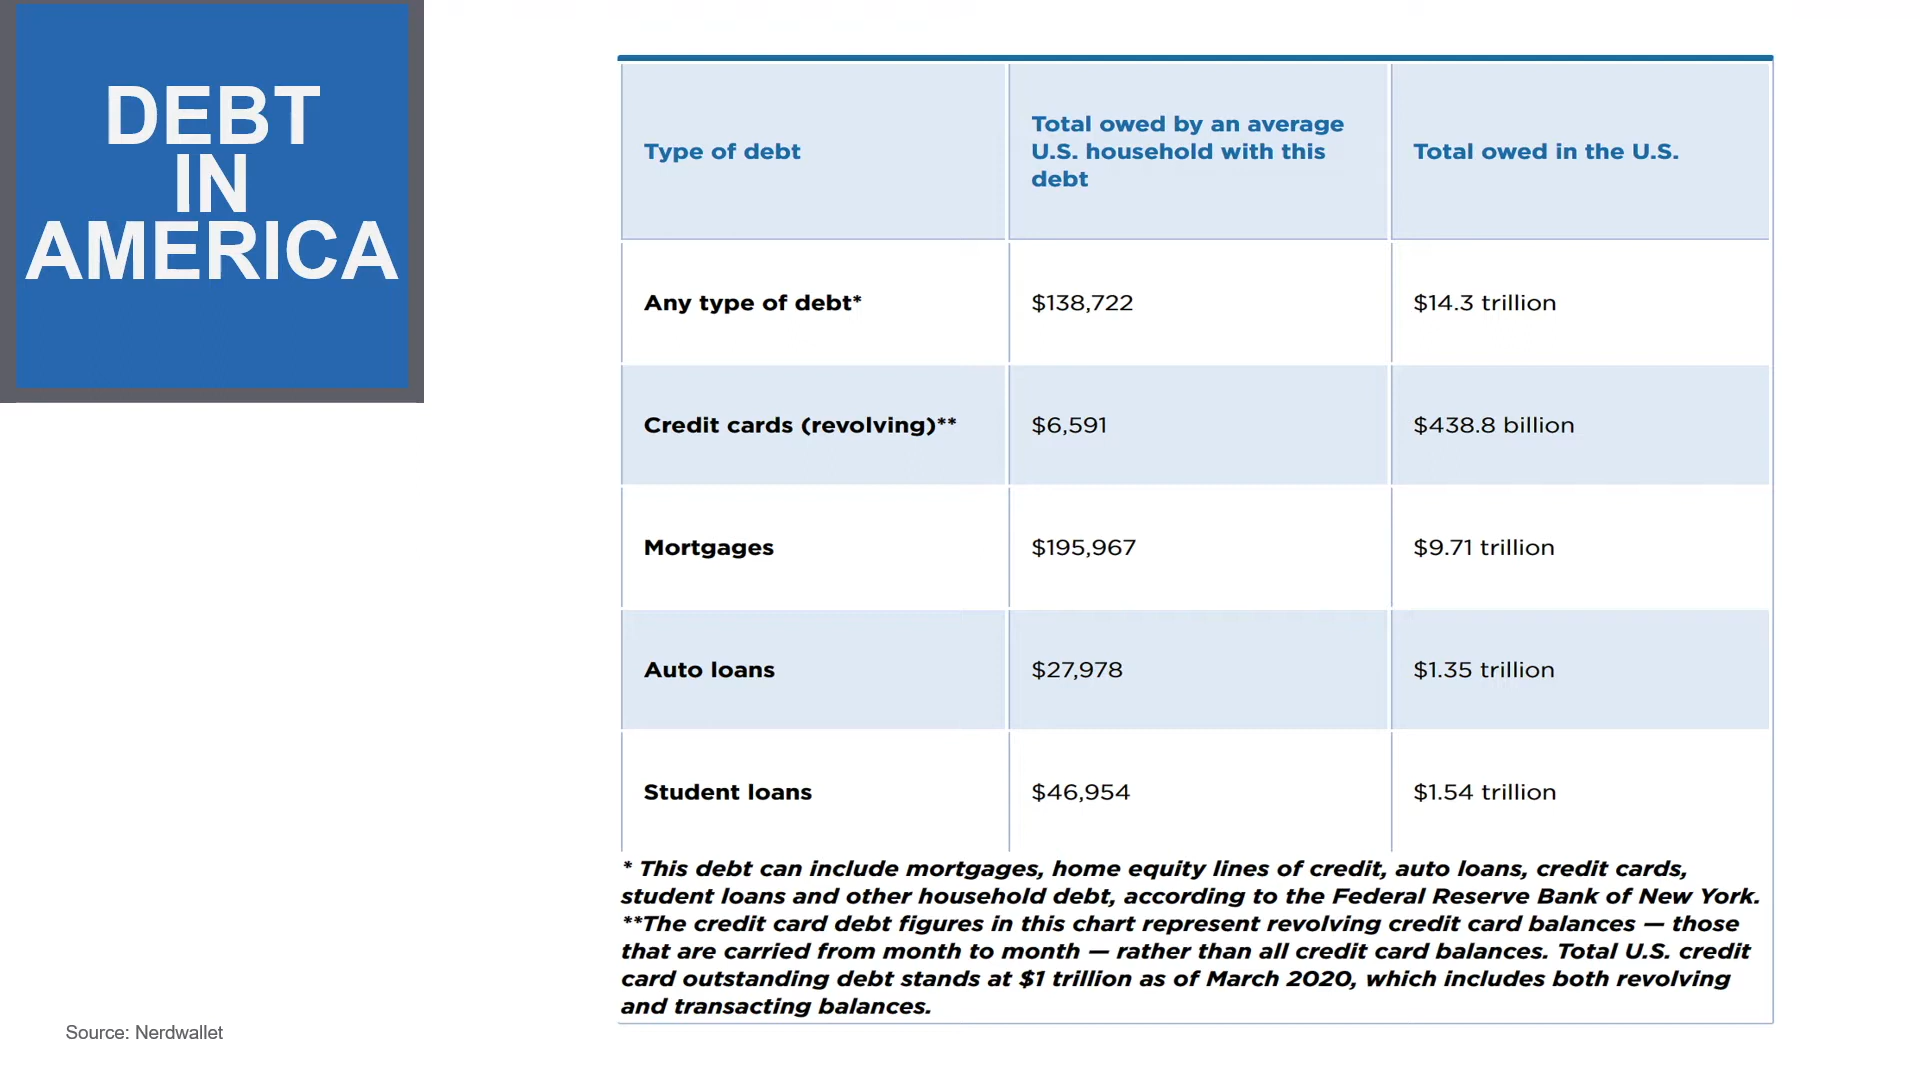 DEBT
IN
AMERICA
Type of debt
Total owed by an average
U.S. household with this
debt
Total owed in the U.S.
Any type of debt*
$138,722
$14.3 trillion
Credit cards (revolving)**
$6,591
$438.8 billion
Mortgages
$195,967
$9.71 trillion
Auto loans
$27,978
$1.35 trillion
Student loans
$46,954
$1.54 trillion
* This debt can include mortgages, home equity lines of credit, auto loans, credit cards,
student loans and other household debt, according to the Federal Reserve Bank of New York.
**The credit card debt figures in this chart represent revolving credit card balances — those
that are carried from month to month — rather than all credit card balances. Total U.S. credit
card outstanding debt stands at $1 trillion as of March 2020, which includes both revolving
and transacting balances.
Source: Nerdwallet